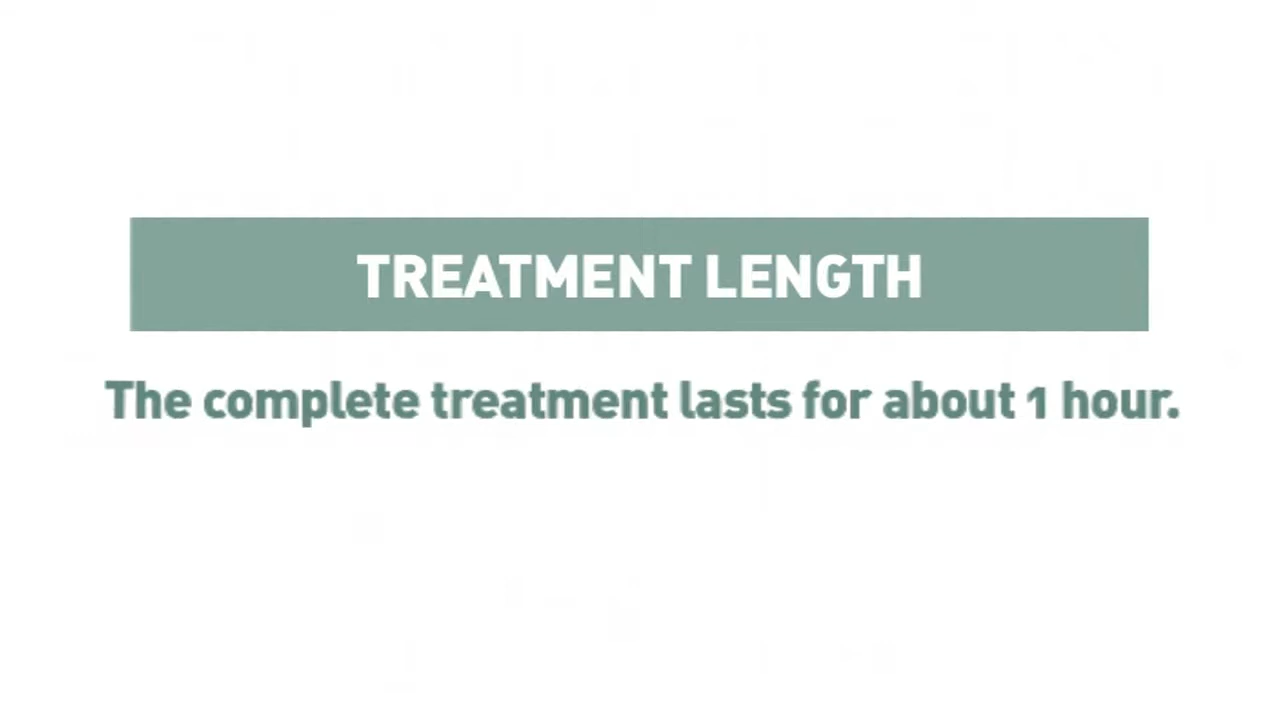 TREATMENT LENGTH
The complete treatment lasts for about 1 hour.